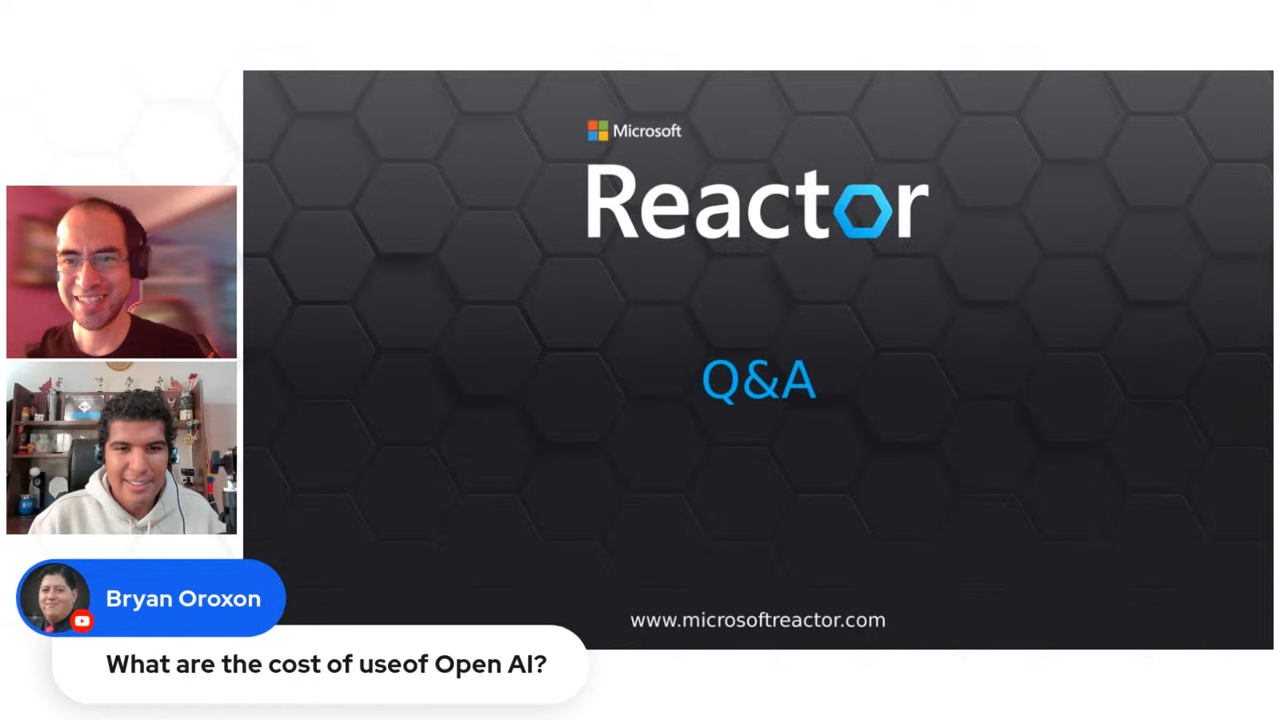 Microsoft
Reactor
Q&A
www.microsoftreactor.com
Bryan Oroxon
What are the cost of useof Open AI?